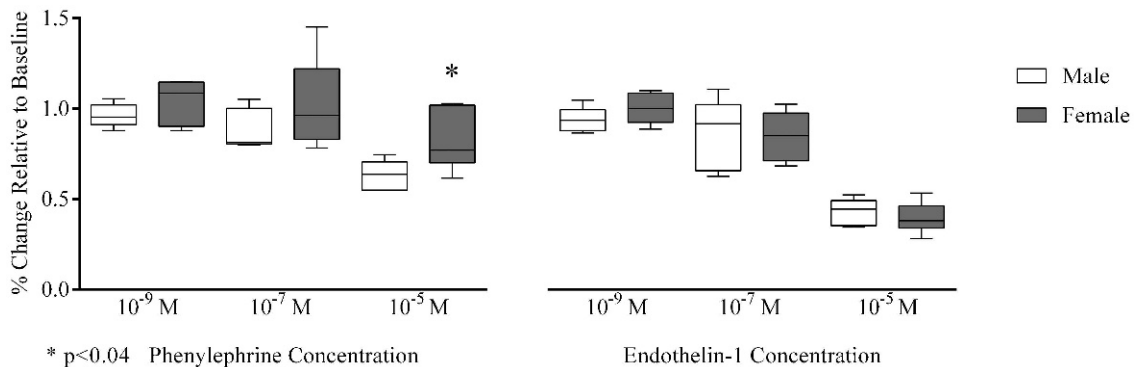 % Change Relative to Baseline
1.5
1.0
0.5
0.0
*
10⁻⁹ M
10⁻⁷ M
10⁻⁵ M
10⁻⁹ M
10⁻⁷ M
10⁻⁵ M
Male
Female
* p<0.04 Phenylephrine Concentration
Endothelin-1 Concentration